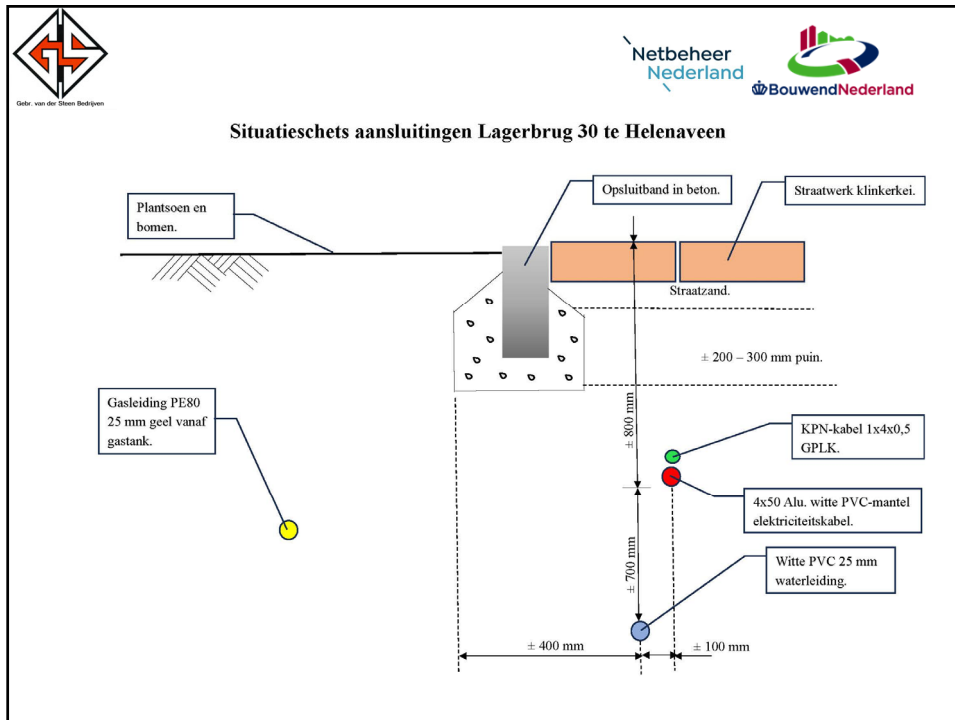 GS
Gebr. van der Steen Bedrijven
Netbeheer
Nederland
BouwendNederland
Situatieschets aansluitingen Lagerbrug 30 te Helenaveen
Plantsoen en
bomen.
Opsluitband in beton.
Straatwerk klinkerkei.
Straatzand.
± 200 – 300 mm puin.
Gasleiding PE80
25 mm geel vanaf
gastank.
± 800 mm
KPN-kabel 1x4x0,5
GPLK.
4x50 Alu. witte PVC-mantel
elektriciteitskabel.
± 700 mm
Witte PVC 25 mm
waterleiding.
± 400 mm
± 100 mm